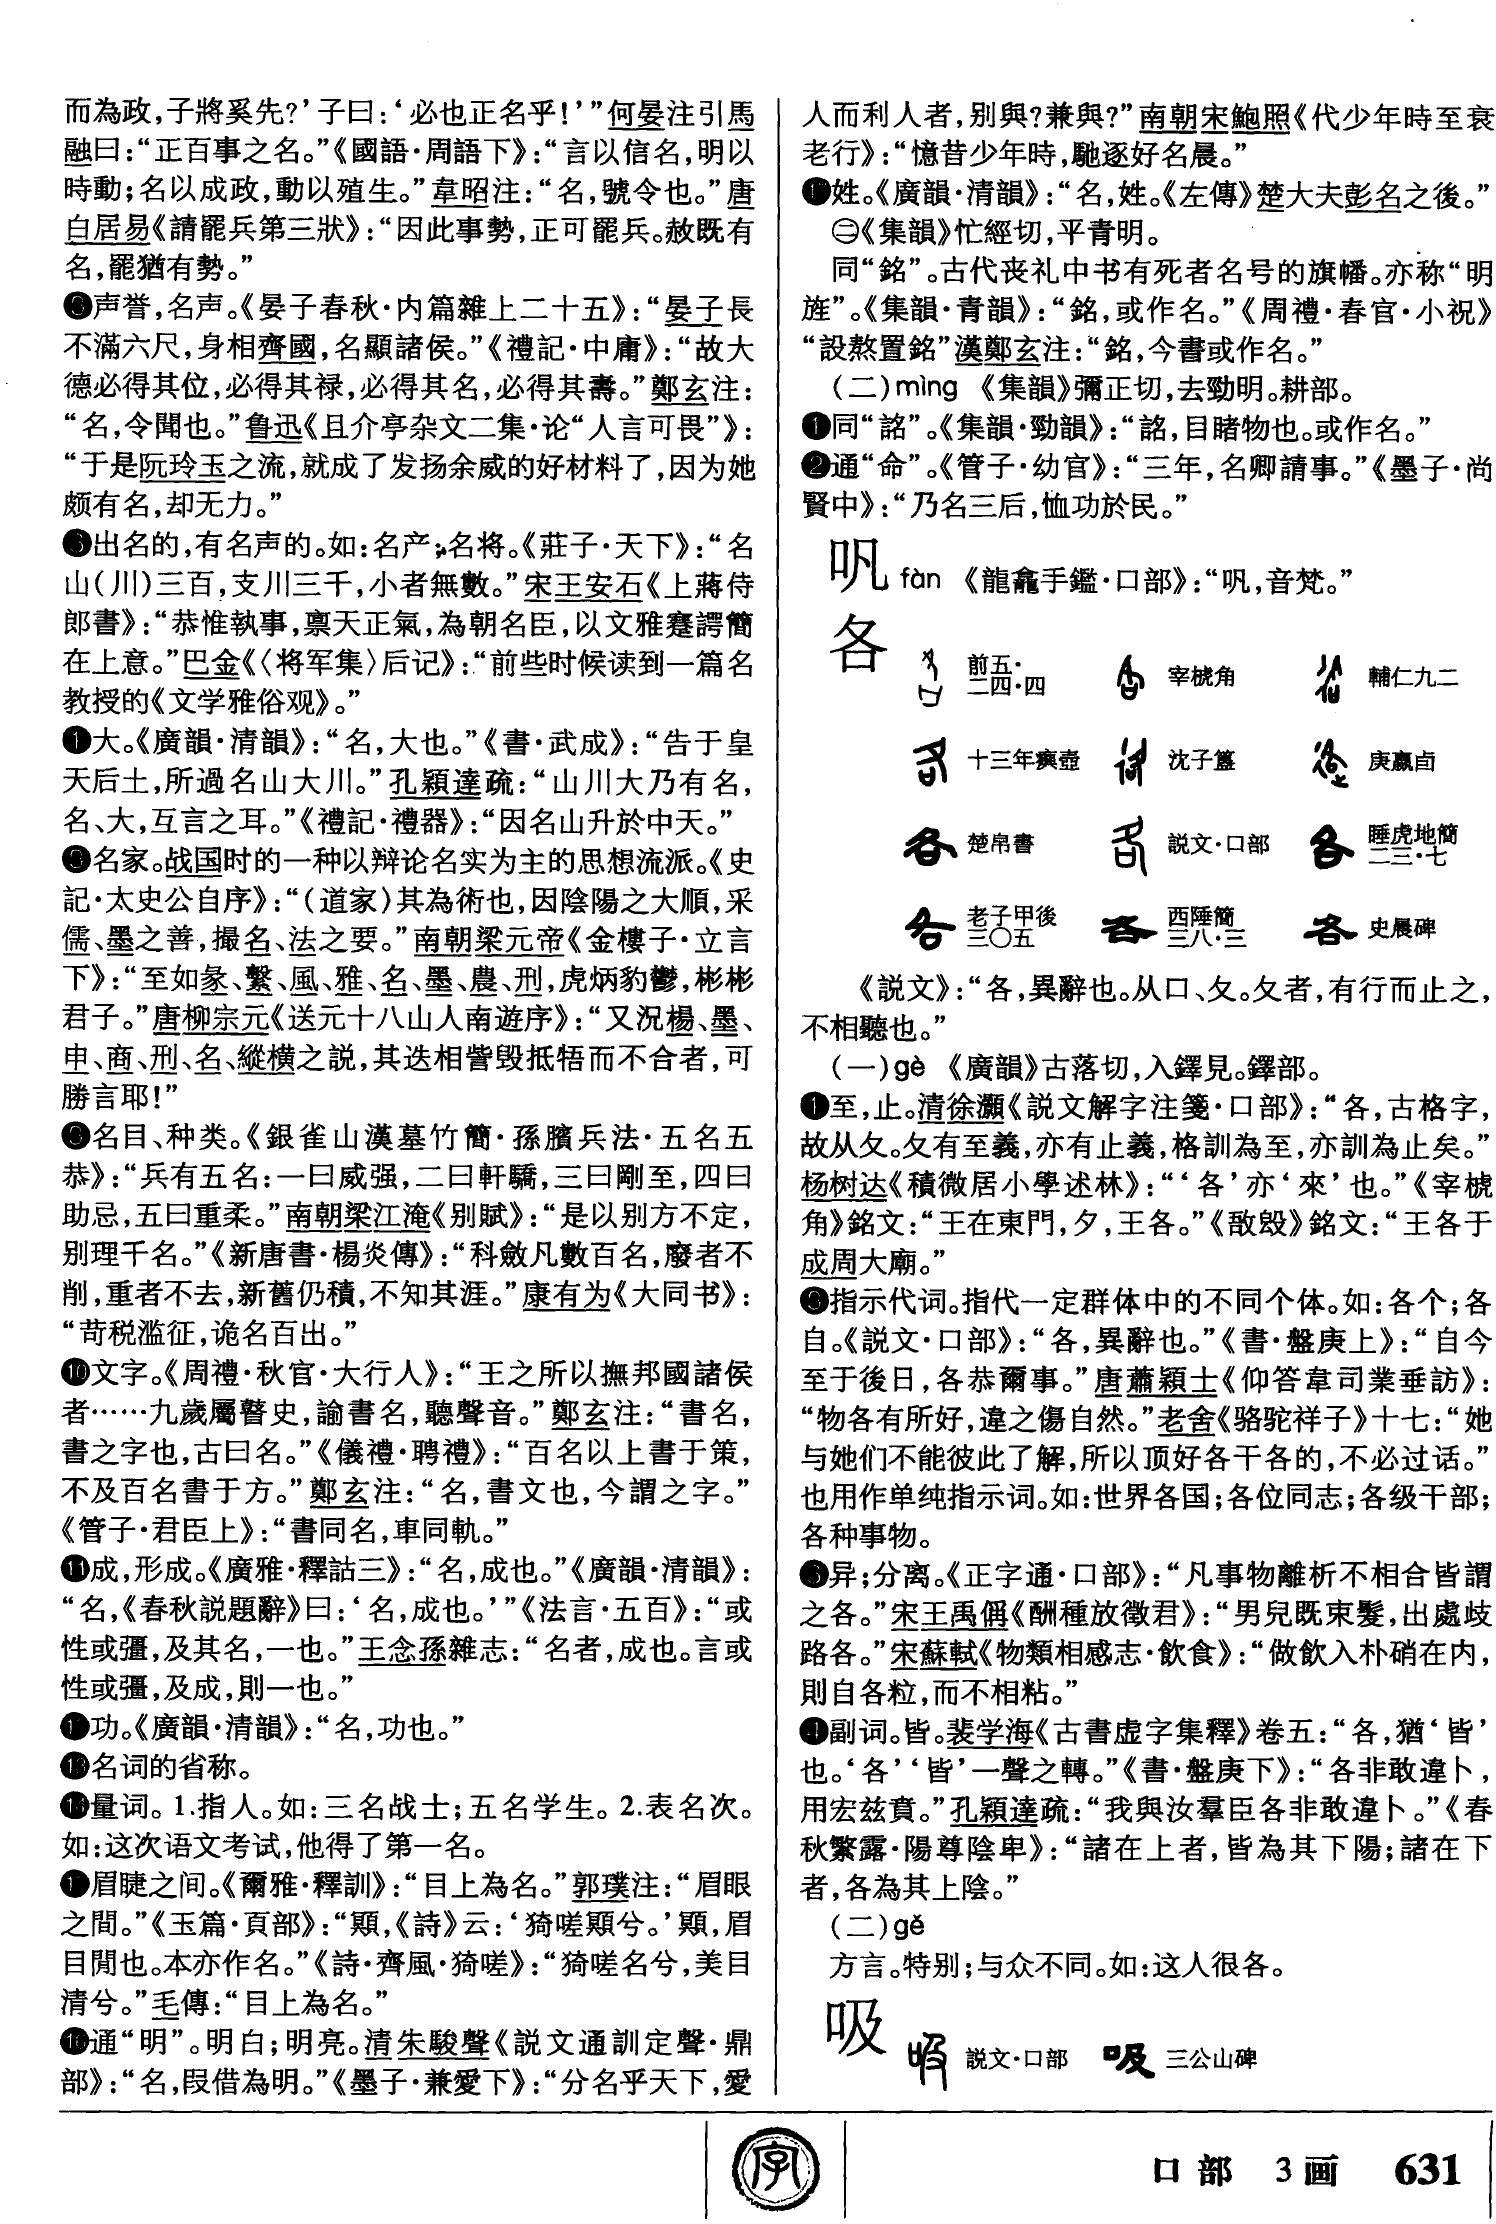 而為政，子將奚先？’子曰：‘必也正名乎！’”何晏注引馬
融曰：“正百事之名。”《國語·周語下》：“言以信名，明以
時動；名以成政，動以殖生。”韋昭注：“名，號令也。”唐
白居易《請罷兵第三狀》：“因此事勢，正可罷兵。赦既有
名，罷猶有勢。”
声誉，名声。《晏子春秋·内篇雜上二十五》：“晏子長
不滿六尺，身相齊國，名顯諸侯。”《禮記·中庸》：“故大
德必得其位，必得其禄，必得其名，必得其壽。”鄭玄注：
“名，令聞也。”鲁迅《且介亭杂文二集·论“人言可畏”》：
“于是阮玲玉之流，就成了发扬余威的好材料了，因为她
颇有名，却无力。”
出名的，有名声的。如：名产；名将。《莊子·天下》：“名
山（川）三百，支川三千，小者無數。”宋王安石《上蔣侍
郎書》：“恭惟執事，禀天正氣，為朝名臣，以文雅蹇諤簡
在上意。”巴金《〈将军集〉后记》：“前些时候读到一篇名
教授的《文学雅俗观》。”
大。《廣韻·清韻》：“名，大也。”《書·武成》：“告于皇
天后土，所過名山大川。”孔穎達疏：“山川大乃有名，
名、大，互言之耳。”《禮記·禮器》：“因名山升於中天。”
名家。战国时的一种以辩论名实为主的思想流派。《史
記·太史公自序》：“（道家）其為術也，因陰陽之大順，采
儒、墨之善，撮名、法之要。”南朝梁元帝《金樓子·立言
下》：“至如彖、繫、風、雅、名、墨、農、刑，虎炳豹鬱，彬彬
君子。”唐柳宗元《送元十八山人南遊序》：“又況楊、墨、
申、商、刑、名、縱横之説，其迭相訾毁抵牾而不合者，可
勝言耶！”
名目、种类。《銀雀山漢墓竹簡·孫臏兵法·五名五
恭》：“兵有五名：一曰威强，二曰軒驕，三曰剛至，四曰
助忌，五曰重柔。”南朝梁江淹《别賦》：“是以别方不定，
别理千名。”《新唐書·楊炎傳》：“科斂凡數百名，廢者不
削，重者不去，新舊仍積，不知其涯。”康有为《大同书》：
“苛税滥征，诡名百出。”
⑩文字。《周禮·秋官·大行人》：“王之所以撫邦國諸侯
者……九歲屬瞽史，諭書名，聽聲音。”鄭玄注：“書名，
書之字也，古曰名。”《儀禮·聘禮》：“百名以上書于策，
不及百名書于方。”鄭玄注：“名，書文也，今謂之字。”
《管子·君臣上》：“書同名，車同軌。”
⑪成，形成。《廣雅·釋詁三》：“名，成也。”《廣韻·清韻》：
“名，《春秋説題辭》曰：‘名，成也。’”《法言·五百》：“或
性或彊，及其名，一也。”王念孫雜志：“名者，成也。言或
性或彊，及成，則一也。”
功。《廣韻·清韻》：“名，功也。”
⑬名词的省称。
⑭量词。1.指人。如：三名战士；五名学生。2.表名次。
如：这次语文考试，他得了第一名。
眉睫之间。《爾雅·釋訓》：“目上為名。”郭璞注：“眉眼
之間。”《玉篇·頁部》：“顒，《詩》云：‘猗嗟顒兮。’顒，眉
目閒也。本亦作名。”《詩·齊風·猗嗟》：“猗嗟名兮，美目
清兮。”毛傳：“目上為名。”
⑯通“明”。明白；明亮。清朱駿聲《説文通訓定聲·鼎
部》：“名，叚借為明。”《墨子·兼愛下》：“分名乎天下，愛
人而利人者，别與？兼與？”南朝宋鮑照《代少年時至衰
老行》：“憶昔少年時，馳逐好名晨。”
姓。《廣韻·清韻》：“名，姓。《左傳》楚大夫彭名之後。”
㊁《集韻》忙經切，平青明。
同“銘”。古代丧礼中书有死者名号的旗幡。亦称“明
旌”。《集韻·青韻》：“銘，或作名。”《周禮·春官·小祝》
“設熬置銘”漢鄭玄注：“銘，今書或作名。”
（二）mìng 《集韻》彌正切，去勁明。耕部。
❶同“詺”。《集韻·勁韻》：“詺，目睹物也。或作名。”
❷通“命”。《管子·幼官》：“三年，名卿請事。”《墨子·尚
賢中》：“乃名三后，恤功於民。”
㕨 fàn 《龍龕手鑑·口部》：“㕨，音梵。”
各
前五·二四·四 宰椃角 輔仁九二
十三年㾓壺 沈子簋 庚嬴卣
楚帛書 説文·口部 睡虎地簡二三·七
老子甲後三〇五 西陲簡三八·三 史晨碑
《説文》：“各，異辭也。从口、夂。夂者，有行而止之，
不相聽也。”
（一）gè 《廣韻》古落切，入鐸見。鐸部。
❶至，止。清徐灝《説文解字注箋·口部》：“各，古格字，
故从夂。夂有至義，亦有止義，格訓為至，亦訓為止矣。”
杨树达《積微居小學述林》：“‘各’亦‘來’也。”《宰椃
角》銘文：“王在東門，夕，王各。”《敔𣪘》銘文：“王各于
成周大廟。”
指示代词。指代一定群体中的不同个体。如：各个；各
自。《説文·口部》：“各，異辭也。”《書·盤庚上》：“自今
至于後日，各恭爾事。”唐蕭穎士《仰答韋司業垂訪》：
“物各有所好，違之傷自然。”老舍《骆驼祥子》十七：“她
与她们不能彼此了解，所以顶好各干各的，不必过话。”
也用作单纯指示词。如：世界各国；各位同志；各级干部；
各种事物。
❸异；分离。《正字通·口部》：“凡事物離析不相合皆謂
之各。”宋王禹偁《酬種放徵君》：“男兒既束髮，出處歧
路各。”宋蘇軾《物類相感志·飲食》：“做飲入朴硝在内，
則自各粒，而不相粘。”
❹副词。皆。裴学海《古書虚字集釋》卷五：“各，猶‘皆’
也。‘各’‘皆’一聲之轉。”《書·盤庚下》：“各非敢違卜，
用宏兹賁。”孔穎達疏：“我與汝羣臣各非敢違卜。”《春
秋繁露·陽尊陰卑》：“諸在上者，皆為其下陽；諸在下
者，各為其上陰。”
（二）gě
方言。特别；与众不同。如：这人很各。
吸
説文·口部 三公山碑
字
口部 3画 631